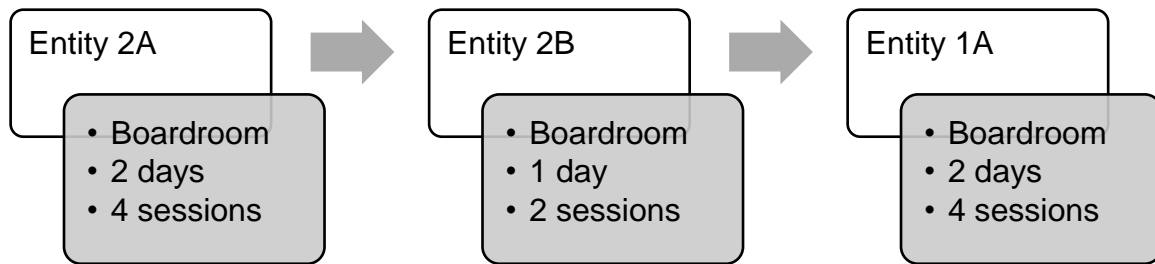 Entity 2A
• Boardroom
• 2 days
• 4 sessions
Entity 2B
• Boardroom
• 1 day
• 2 sessions
Entity 1A
• Boardroom
• 2 days
• 4 sessions